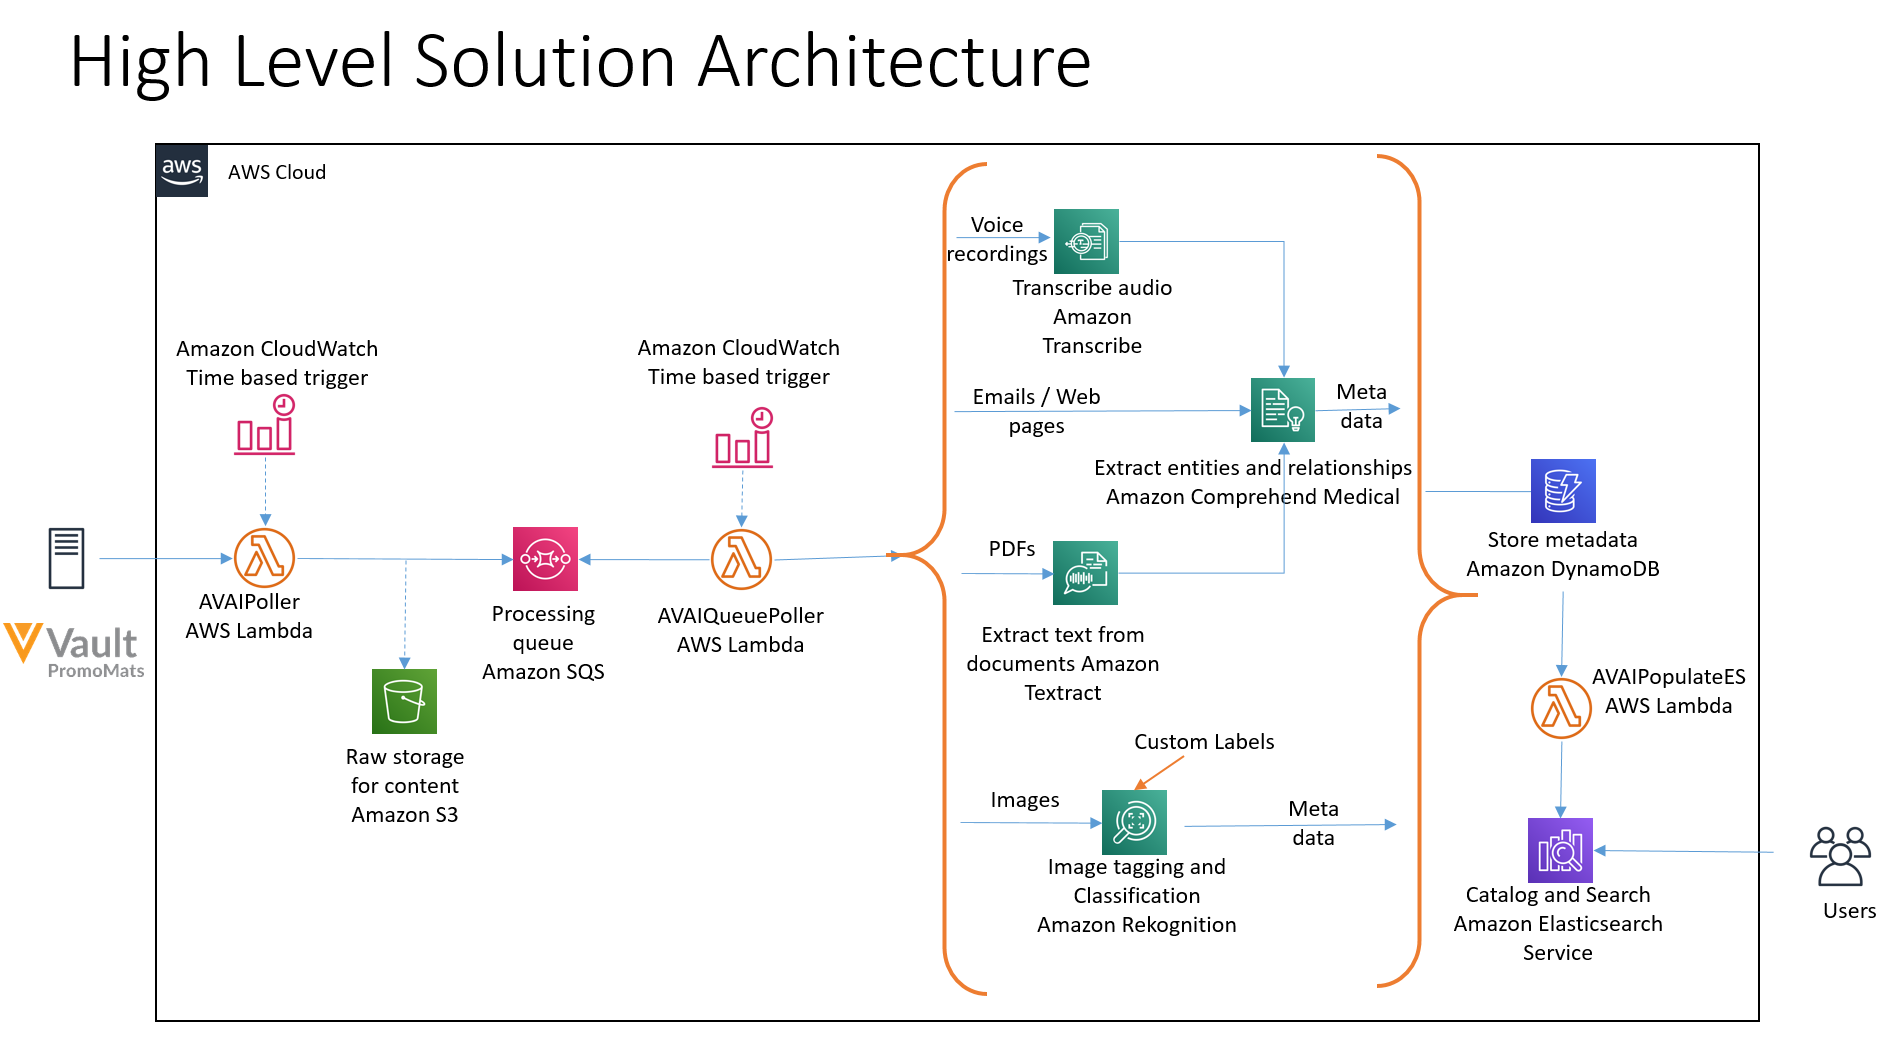 High Level Solution Architecture
aws
AWS Cloud
Amazon CloudWatch
Time based trigger
AVAIPoller
AWS Lambda
Vault
PromoMats
Raw storage
for content
Amazon S3
Processing
queue
Amazon SQS
Amazon CloudWatch
Time based trigger
AVAIQueuePoller
AWS Lambda
Voice
recordings
Transcribe audio
Amazon
Transcribe
Emails / Web
pages
Meta
data
Extract entities and relationships
Amazon Comprehend Medical
PDFs
Extract text from
documents Amazon
Textract
Custom Labels
Images
Meta
data
Image tagging and
Classification
Amazon Rekognition
Store metadata
Amazon DynamoDB
AVAIPopulateES
AWS Lambda
Catalog and Search
Amazon Elasticsearch
Service
Users